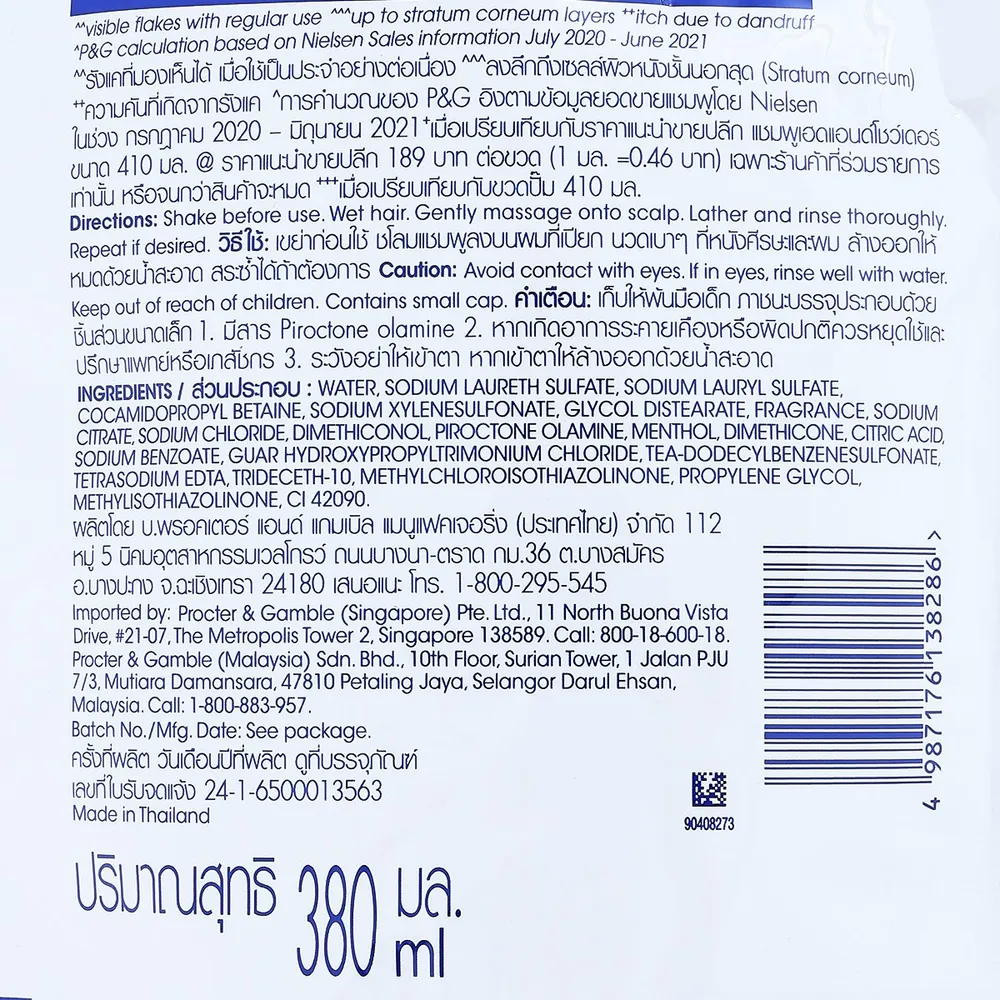 ^^visible flakes with regular use ^^^up to stratum corneum layers ++itch due to dandruff
^P&G calculation based on Nielsen Sales information July 2020 - June 2021
^^รังแคที่มองเห็นได้ เมื่อใช้เป็นประจำอย่างต่อเนื่อง ^^^ลงลึกถึงเซลล์ผิวหนังชั้นนอกสุด (Stratum corneum)
++ความคันที่เกิดจากรังแค ^การคำนวณของ P&G อิงตามข้อมูลยอดขายแชมพูโดย Nielsen
ในช่วง กรกฎาคม 2020 – มิถุนายน 2021 +เมื่อเปรียบเทียบกับราคาแนะนำขายปลีก แชมพูเฮดแอนด์โชว์เดอร์
ขนาด 410 มล. @ ราคาแนะนำขายปลีก 189 บาท ต่อขวด (1 มล. =0.46 บาท) เฉพาะร้านค้าที่ร่วมรายการ
เท่านั้น หรือจนกว่าสินค้าจะหมด +++เมื่อเปรียบเทียบกับขวดปั๊ม 410 มล.
Directions: Shake before use. Wet hair. Gently massage onto scalp. Lather and rinse thoroughly.
Repeat if desired. วิธีใช้: เขย่าก่อนใช้ ชโลมแชมพูลงบนผมที่เปียก นวดเบาๆ ที่หนังศีรษะและผม ล้างออกให้
หมดด้วยน้ำสะอาด สระซ้ำได้ถ้าต้องการ Caution: Avoid contact with eyes. If in eyes, rinse well with water.
Keep out of reach of children. Contains small cap. คำเตือน: เก็บให้พ้นมือเด็ก ภาชนะบรรจุประกอบด้วย
ชิ้นส่วนขนาดเล็ก 1. มีสาร Piroctone olamine 2. หากเกิดอาการระคายเคืองหรือผิดปกติควรหยุดใช้และ
ปรึกษาแพทย์หรือเภสัชกร 3. ระวังอย่าให้เข้าตา หากเข้าตาให้ล้างออกด้วยน้ำสะอาด
INGREDIENTS / ส่วนประกอบ : WATER, SODIUM LAURETH SULFATE, SODIUM LAURYL SULFATE,
COCAMIDOPROPYL BETAINE, SODIUM XYLENESULFONATE, GLYCOL DISTEARATE, FRAGRANCE, SODIUM
CITRATE, SODIUM CHLORIDE, DIMETHICONOL, PIROCTONE OLAMINE, MENTHOL, DIMETHICONE, CITRIC ACID,
SODIUM BENZOATE, GUAR HYDROXYPROPYLTRIMONIUM CHLORIDE, TEA-DODECYLBENZENESULFONATE,
TETRASODIUM EDTA, TRIDECETH-10, METHYLCHLOROISOTHIAZOLINONE, PROPYLENE GLYCOL,
METHYLISOTHIAZOLINONE, CI 42090.
ผลิตโดย บ.พรอคเตอร์ แอนด์ แกมเบิล แมนูแฟคเจอริ่ง (ประเทศไทย) จำกัด 112
หมู่ 5 นิคมอุตสาหกรรมเวลโกรว์ ถนนบางนา-ตราด กม.36 ต.บางสมัคร
อ.บางปะกง จ.ฉะเชิงเทรา 24180 เสนอแนะ โทร. 1-800-295-545
Imported by: Procter & Gamble (Singapore) Pte. Ltd., 11 North Buona Vista
Drive, #21-07, The Metropolis Tower 2, Singapore 138589. Call: 800-18-600-18.
Procter & Gamble (Malaysia) Sdn. Bhd., 10th Floor, Surian Tower, 1 Jalan PJU
7/3, Mutiara Damansara, 47810 Petaling Jaya, Selangor Darul Ehsan,
Malaysia. Call: 1-800-883-957.
Batch No./Mfg. Date: See package.
ครั้งที่ผลิต วันเดือนปีที่ผลิต ดูที่บรรจุภัณฑ์
เลขที่ใบรับจดแจ้ง 24-1-6500013563
Made in Thailand
90408273
4 987176 138286 >
ปริมาณสุทธิ 380 มล.
ml